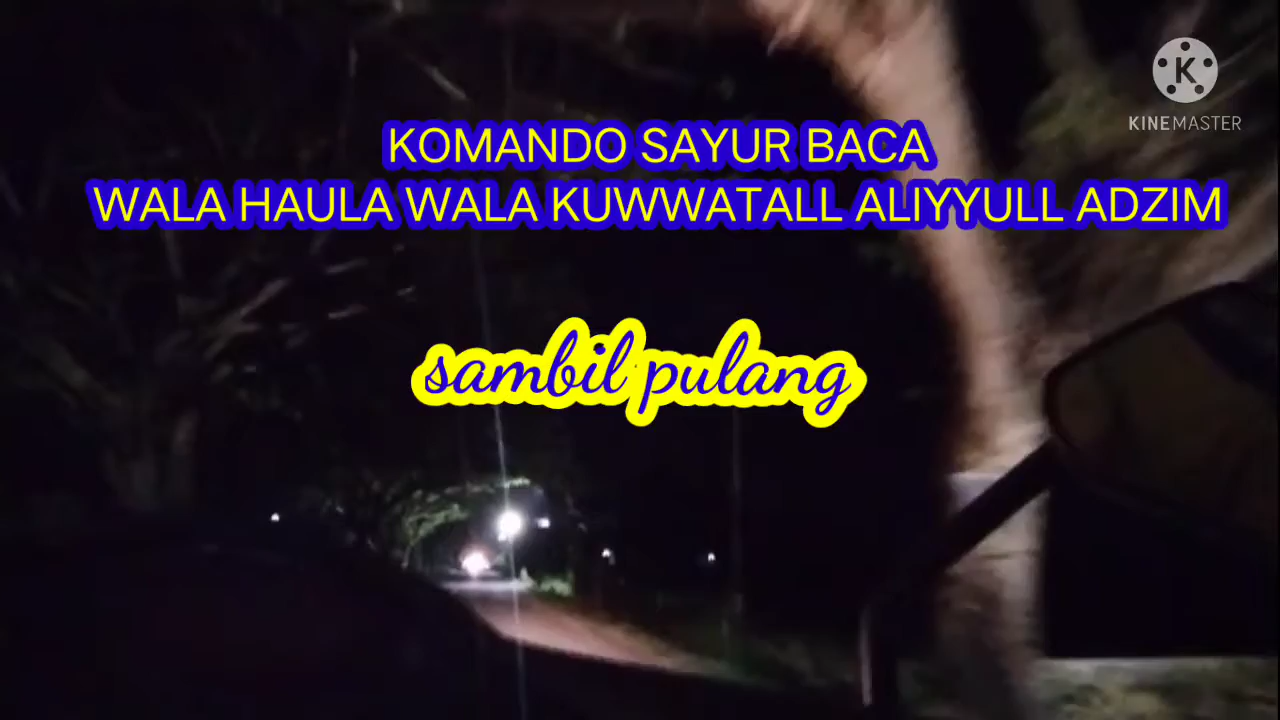 K
KINEMASTER
KOMANDO SAYUR BACA
WALA HAULA WALA KUWWATALL ALIYYULL ADZIM
sambil pulang